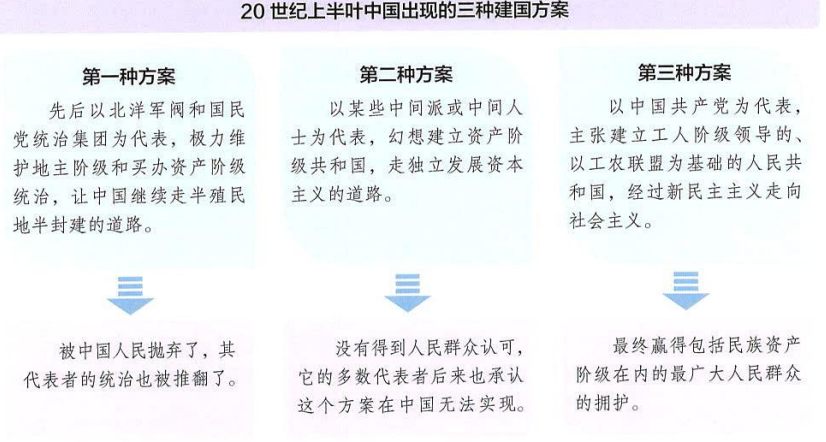 20 世纪上半叶中国出现的三种建国方案
第一种方案
先后以北洋军阀和国民
党统治集团为代表，极力维
护地主阶级和买办资产阶级
统治，让中国继续走半殖民
地半封建的道路。
被中国人民抛弃了，其
代表者的统治也被推翻了。
第二种方案
以某些中间派或中间人
士为代表，幻想建立资产阶
级共和国，走独立发展资本
主义的道路。
没有得到人民群众认可，
它的多数代表者后来也承认
这个方案在中国无法实现。
第三种方案
以中国共产党为代表，
主张建立工人阶级领导的、
以工农联盟为基础的人民共
和国，经过新民主主义走向
社会主义。
最终赢得包括民族资产
阶级在内的最广大人民群众
的拥护。